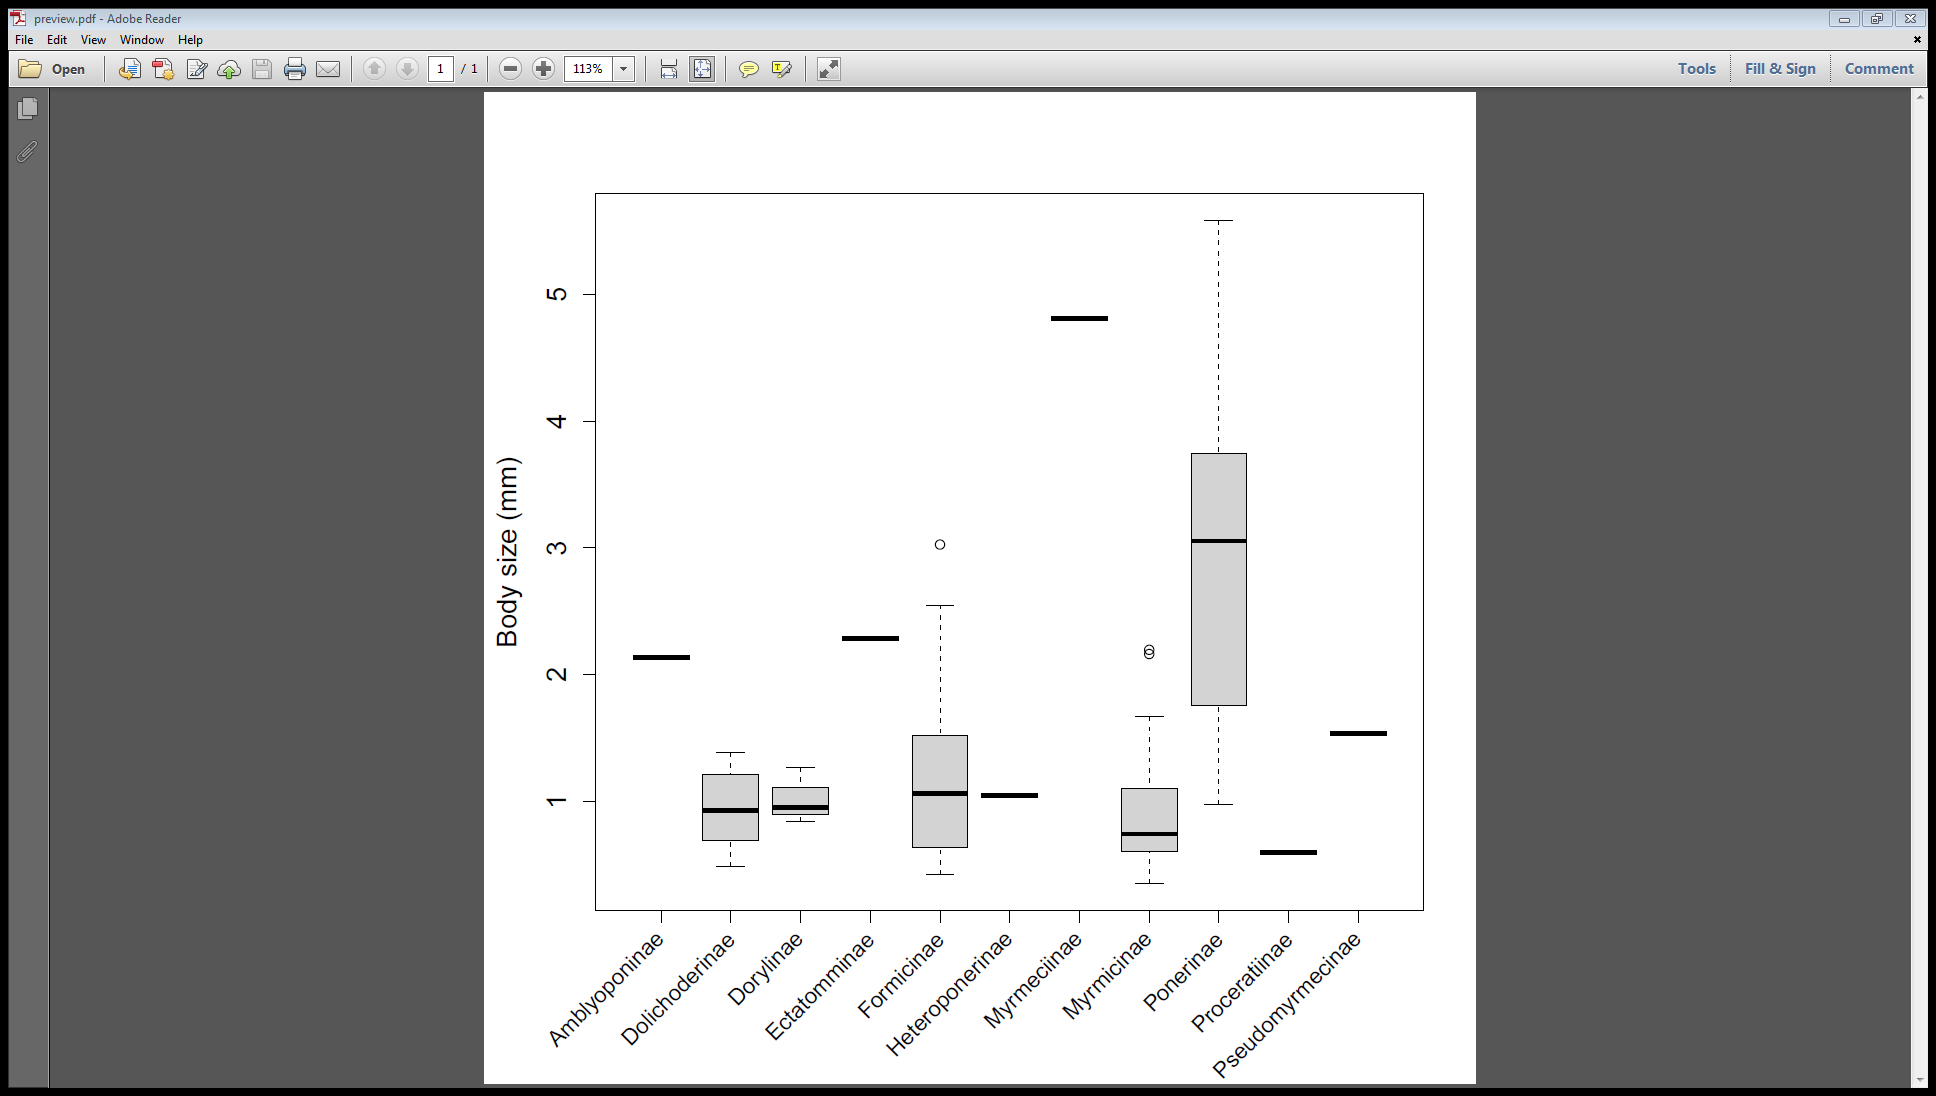 preview.pdf - Adobe Reader
File Edit View Window Help
Open 1 / 1 113% Tools Fill & Sign Comment
Body size (mm)
5
4
3
2
1
Amblyoponinae
Dolichoderinae
Dorylinae
Ectatomminae
Formicinae
Heteroponerinae
Myrmeciinae
Myrmicinae
Ponerinae
Proceratiinae
Pseudomyrmecinae